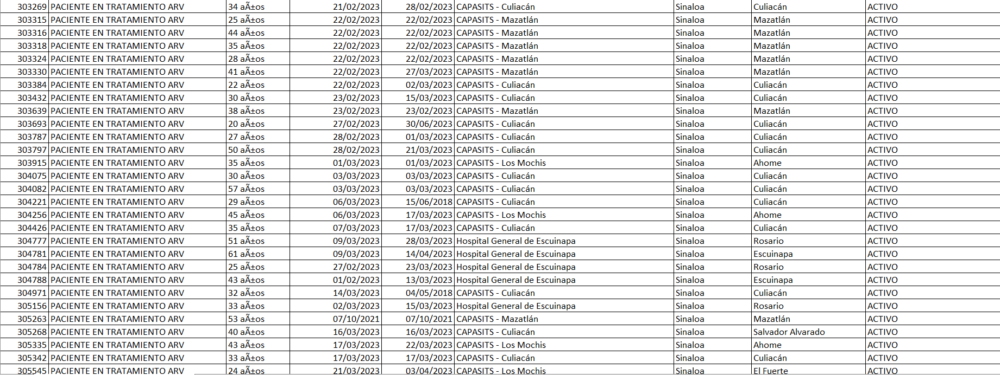 303269 PACIENTE EN TRATAMIENTO ARV 34 aÃ±os 21/02/2023 28/02/2023 CAPASITS - Culiacán Sinaloa Culiacán ACTIVO
303315 PACIENTE EN TRATAMIENTO ARV 25 aÃ±os 22/02/2023 22/02/2023 CAPASITS - Mazatlán Sinaloa Mazatlán ACTIVO
303316 PACIENTE EN TRATAMIENTO ARV 44 aÃ±os 22/02/2023 22/02/2023 CAPASITS - Mazatlán Sinaloa Mazatlán ACTIVO
303318 PACIENTE EN TRATAMIENTO ARV 35 aÃ±os 22/02/2023 22/02/2023 CAPASITS - Mazatlán Sinaloa Mazatlán ACTIVO
303324 PACIENTE EN TRATAMIENTO ARV 28 aÃ±os 22/02/2023 22/02/2023 CAPASITS - Mazatlán Sinaloa Mazatlán ACTIVO
303330 PACIENTE EN TRATAMIENTO ARV 41 aÃ±os 22/02/2023 27/03/2023 CAPASITS - Mazatlán Sinaloa Mazatlán ACTIVO
303384 PACIENTE EN TRATAMIENTO ARV 22 aÃ±os 22/02/2023 02/03/2023 CAPASITS - Culiacán Sinaloa Culiacán ACTIVO
303432 PACIENTE EN TRATAMIENTO ARV 30 aÃ±os 23/02/2023 15/03/2023 CAPASITS - Culiacán Sinaloa Culiacán ACTIVO
303639 PACIENTE EN TRATAMIENTO ARV 38 aÃ±os 23/02/2023 23/02/2023 CAPASITS - Mazatlán Sinaloa Mazatlán ACTIVO
303693 PACIENTE EN TRATAMIENTO ARV 20 aÃ±os 27/02/2023 30/06/2023 CAPASITS - Culiacán Sinaloa Culiacán ACTIVO
303787 PACIENTE EN TRATAMIENTO ARV 27 aÃ±os 28/02/2023 01/03/2023 CAPASITS - Culiacán Sinaloa Culiacán ACTIVO
303797 PACIENTE EN TRATAMIENTO ARV 50 aÃ±os 28/02/2023 21/03/2023 CAPASITS - Culiacán Sinaloa Culiacán ACTIVO
303915 PACIENTE EN TRATAMIENTO ARV 35 aÃ±os 01/03/2023 01/03/2023 CAPASITS - Los Mochis Sinaloa Ahome ACTIVO
304075 PACIENTE EN TRATAMIENTO ARV 30 aÃ±os 03/03/2023 03/03/2023 CAPASITS - Culiacán Sinaloa Culiacán ACTIVO
304082 PACIENTE EN TRATAMIENTO ARV 57 aÃ±os 03/03/2023 03/03/2023 CAPASITS - Culiacán Sinaloa Culiacán ACTIVO
304221 PACIENTE EN TRATAMIENTO ARV 29 aÃ±os 06/03/2023 15/06/2018 CAPASITS - Culiacán Sinaloa Culiacán ACTIVO
304256 PACIENTE EN TRATAMIENTO ARV 45 aÃ±os 06/03/2023 17/03/2023 CAPASITS - Los Mochis Sinaloa Ahome ACTIVO
304426 PACIENTE EN TRATAMIENTO ARV 35 aÃ±os 07/03/2023 17/03/2023 CAPASITS - Culiacán Sinaloa Culiacán ACTIVO
304777 PACIENTE EN TRATAMIENTO ARV 51 aÃ±os 09/03/2023 28/03/2023 Hospital General de Escuinapa Sinaloa Rosario ACTIVO
304781 PACIENTE EN TRATAMIENTO ARV 61 aÃ±os 09/03/2023 14/04/2023 Hospital General de Escuinapa Sinaloa Escuinapa ACTIVO
304784 PACIENTE EN TRATAMIENTO ARV 25 aÃ±os 27/02/2023 23/03/2023 Hospital General de Escuinapa Sinaloa Rosario ACTIVO
304788 PACIENTE EN TRATAMIENTO ARV 43 aÃ±os 01/02/2023 13/03/2023 Hospital General de Escuinapa Sinaloa Escuinapa ACTIVO
304971 PACIENTE EN TRATAMIENTO ARV 32 aÃ±os 14/03/2023 04/05/2018 CAPASITS - Culiacán Sinaloa Culiacán ACTIVO
305156 PACIENTE EN TRATAMIENTO ARV 33 aÃ±os 02/03/2023 15/03/2023 Hospital General de Escuinapa Sinaloa Rosario ACTIVO
305263 PACIENTE EN TRATAMIENTO ARV 53 aÃ±os 07/10/2021 07/10/2021 CAPASITS - Mazatlán Sinaloa Mazatlán ACTIVO
305268 PACIENTE EN TRATAMIENTO ARV 40 aÃ±os 16/03/2023 16/03/2023 CAPASITS - Culiacán Sinaloa Salvador Alvarado ACTIVO
305335 PACIENTE EN TRATAMIENTO ARV 43 aÃ±os 17/03/2023 22/03/2023 CAPASITS - Los Mochis Sinaloa Ahome ACTIVO
305342 PACIENTE EN TRATAMIENTO ARV 33 aÃ±os 17/03/2023 17/03/2023 CAPASITS - Culiacán Sinaloa Culiacán ACTIVO
305545 PACIENTE EN TRATAMIENTO ARV 24 aÃ±os 21/03/2023 03/04/2023 CAPASITS - Los Mochis Sinaloa El Fuerte ACTIVO